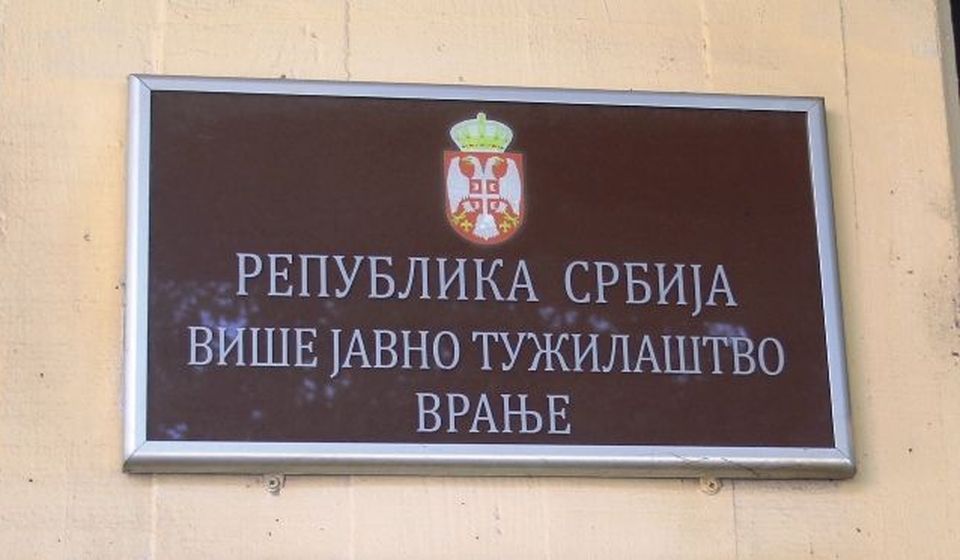 РЕПУБЛИКА СРБИЈА
ВИШЕ ЈАВНО ТУЖИЛАШТВО
ВРАЊЕ